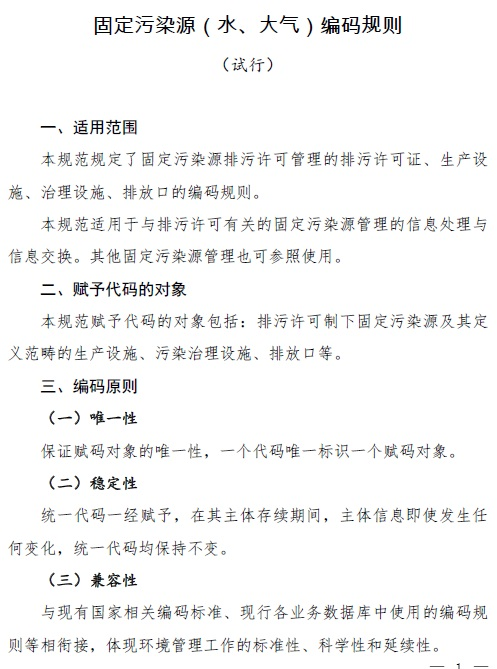 固定污染源（水、大气）编码规则
（试行）
一、适用范围
本规范规定了固定污染源排污许可管理的排污许可证、生产设
施、治理设施、排放口的编码规则。
本规范适用于与排污许可有关的固定污染源管理的信息处理与
信息交换。其他固定污染源管理也可参照使用。
二、赋予代码的对象
本规范赋予代码的对象包括：排污许可制下固定污染源及其定
义范畴的生产设施、污染治理设施、排放口等。
三、编码原则
（一）唯一性
保证赋码对象的唯一性，一个代码唯一标识一个赋码对象。
（二）稳定性
统一代码一经赋予，在其主体存续期间，主体信息即使发生任
何变化，统一代码均保持不变。
（三）兼容性
与现有国家相关编码标准、现行各业务数据库中使用的编码规
则等相衔接，体现环境管理工作的标准性、科学性和延续性。
— 1 —